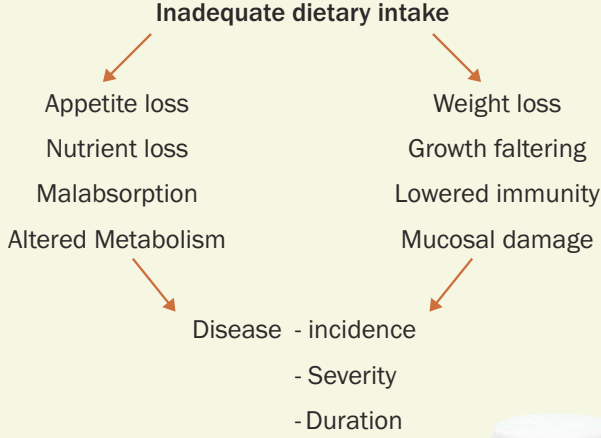 Inadequate dietary intake
Appetite loss
Nutrient loss
Malabsorption
Altered Metabolism
Weight loss
Growth faltering
Lowered immunity
Mucosal damage
Disease - incidence
- Severity
- Duration